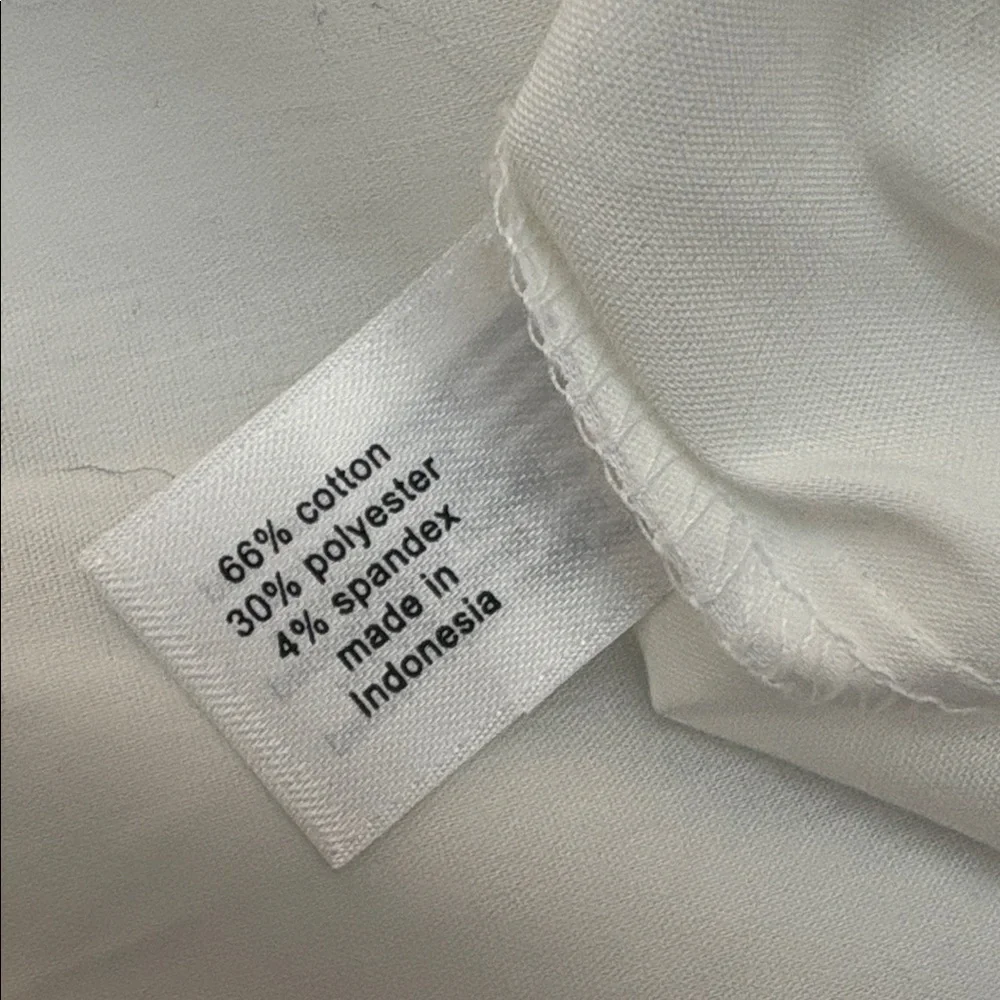 66% cotton
30% polyester
4% spandex
made in
Indonesia